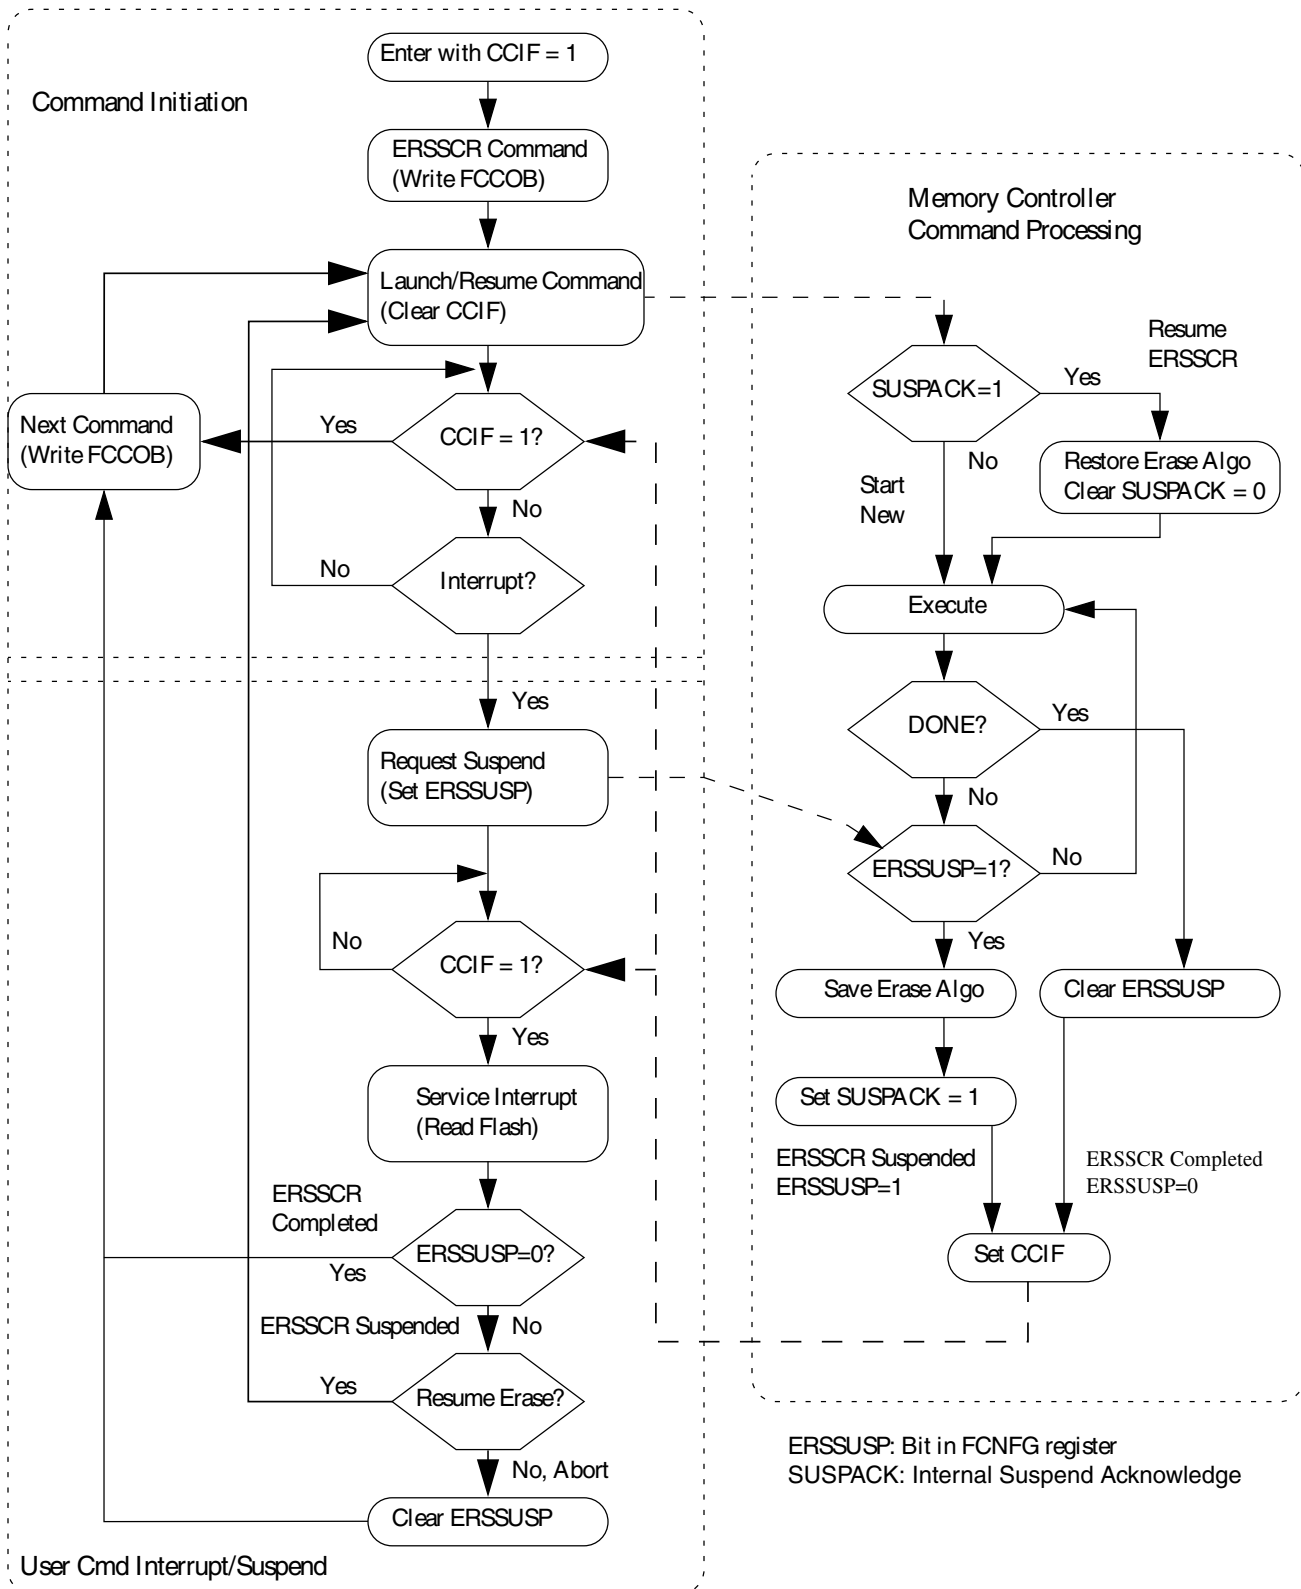 Enter with CCIF = 1
Command Initiation
ERSSCR Command
(Write FCCOB)
Memory Controller
Command Processing
Launch/Resume Command
(Clear CCIF)
Resume
ERSSCR
SUSPACK=1
Yes
Next Command
(Write FCCOB)
Yes
CCIF = 1?
No
Restore Erase Algo
Clear SUSPACK = 0
Start
New
No
No
Interrupt?
Execute
Yes
DONE?
Yes
Request Suspend
(Set ERSSUSP)
No
ERSSUSP=1?
No
No
CCIF = 1?
Yes
Save Erase Algo
Clear ERSSUSP
Yes
Service Interrupt
(Read Flash)
Set SUSPACK = 1
ERSSCR Suspended
ERSSUSP=1
ERSSCR Completed
ERSSUSP=0
ERSSCR
Completed
ERSSUSP=0?
Yes
Set CCIF
ERSSCR Suspended
No
Yes
Resume Erase?
ERSSUSP: Bit in FCNFG register
SUSPACK: Internal Suspend Acknowledge
No, Abort
Clear ERSSUSP
User Cmd Interrupt/Suspend